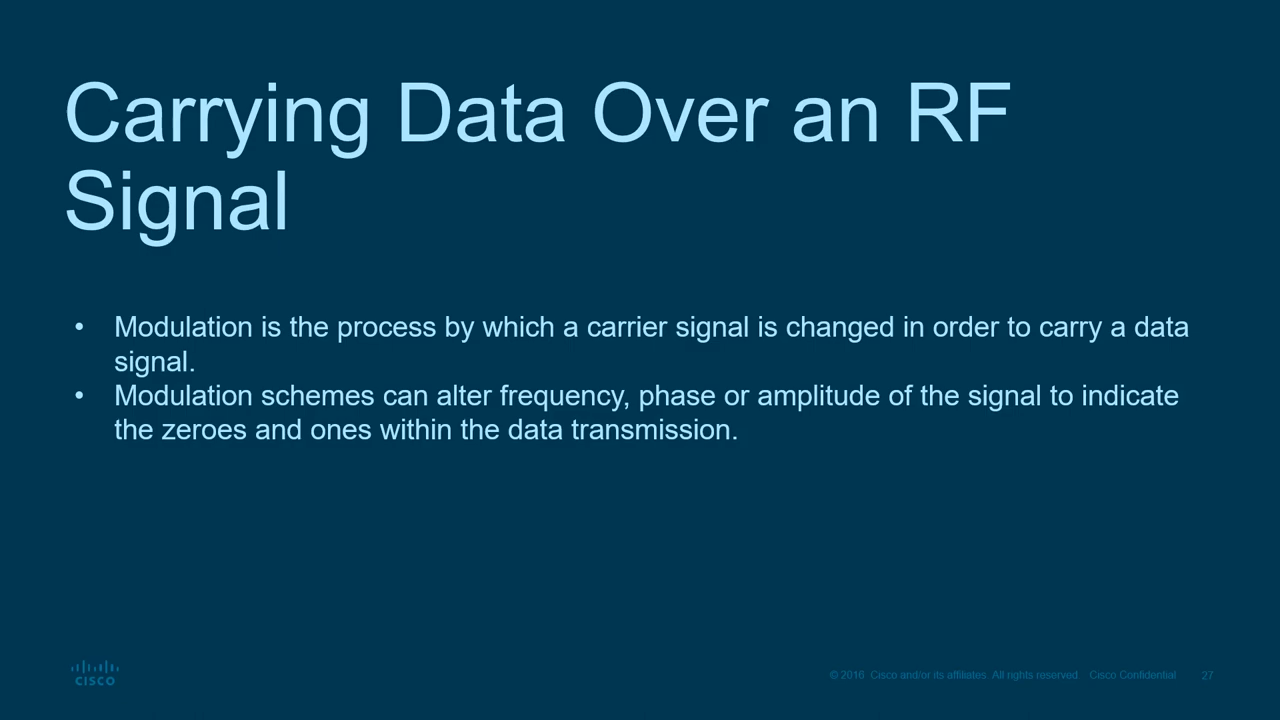 Carrying Data Over an RF
Signal
• Modulation is the process by which a carrier signal is changed in order to carry a data
signal.
• Modulation schemes can alter frequency, phase or amplitude of the signal to indicate
the zeroes and ones within the data transmission.
CISCO
© 2016 Cisco and/or its affiliates. All rights reserved. Cisco Confidential 27